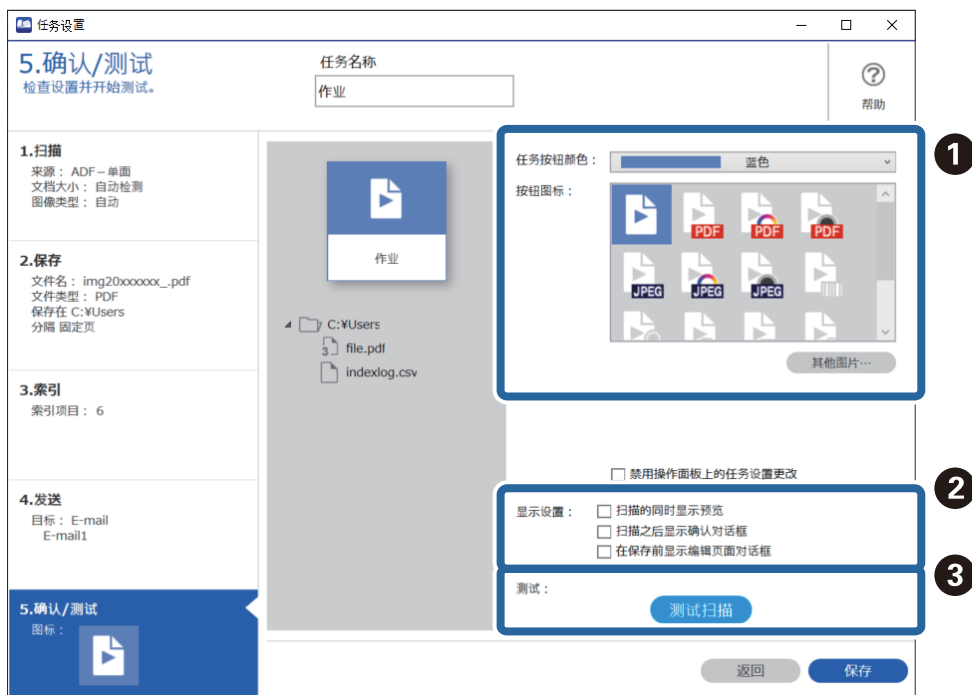 任务设置
5.确认/测试
检查设置并开始测试。
任务名称
作业
帮助
1.扫描
来源： ADF－单面
文档大小： 自动检测
图像类型： 自动
2.保存
文件名： img20xxxxxx_.pdf
文件类型： PDF
保存在 C:¥Users
分隔 固定页
3.索引
索引项目： 6
4.发送
目标： E-mail
E-mail1
5.确认/测试
图标：
作业
C:¥Users
3 file.pdf
indexlog.csv
1
任务按钮颜色： 蓝色
按钮图标：
PDF PDF PDF
JPEG JPEG JPEG
其他图片…
禁用操作面板上的任务设置更改
2
显示设置： 扫描的同时显示预览
扫描之后显示确认对话框
在保存前显示编辑页面对话框
3
测试：
测试扫描
返回 保存